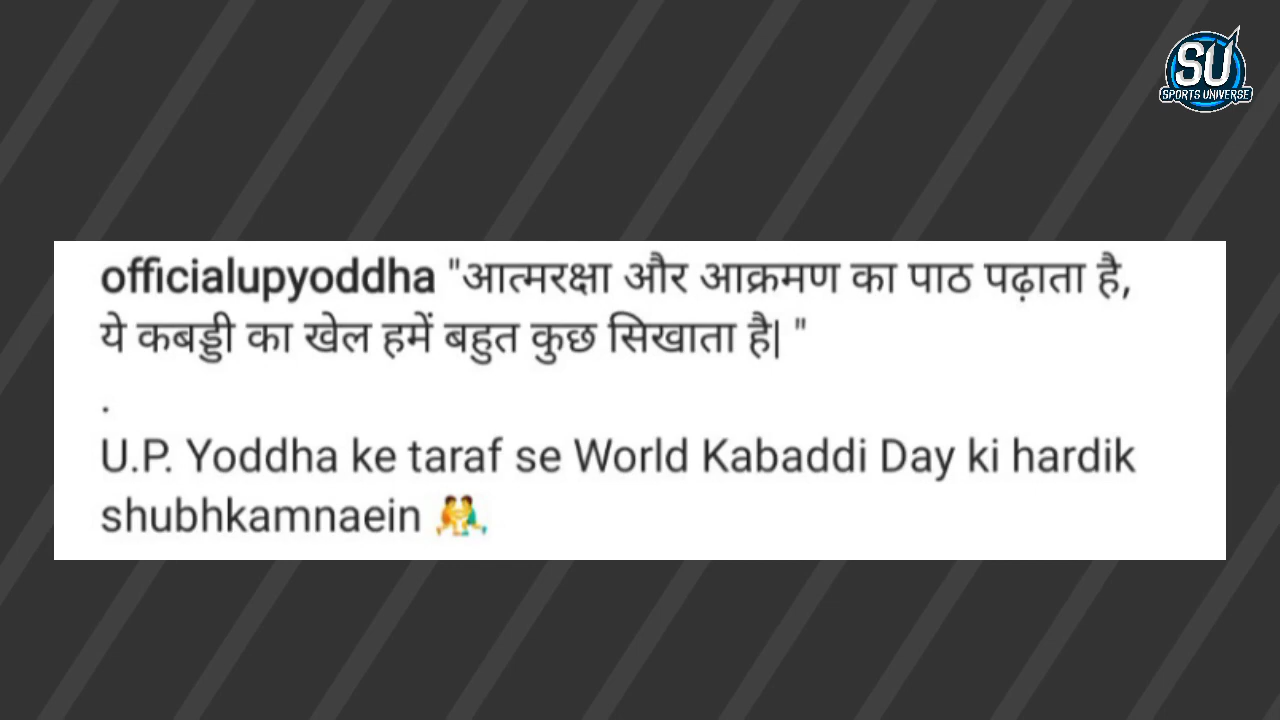 SU
SPORTS UNIVERSE
officialupyoddha "आत्मरक्षा और आक्रमण का पाठ पढ़ाता है,
ये कबड्डी का खेल हमें बहुत कुछ सिखाता है| "
.
U.P. Yoddha ke taraf se World Kabaddi Day ki hardik
shubhkamnaein 🤼